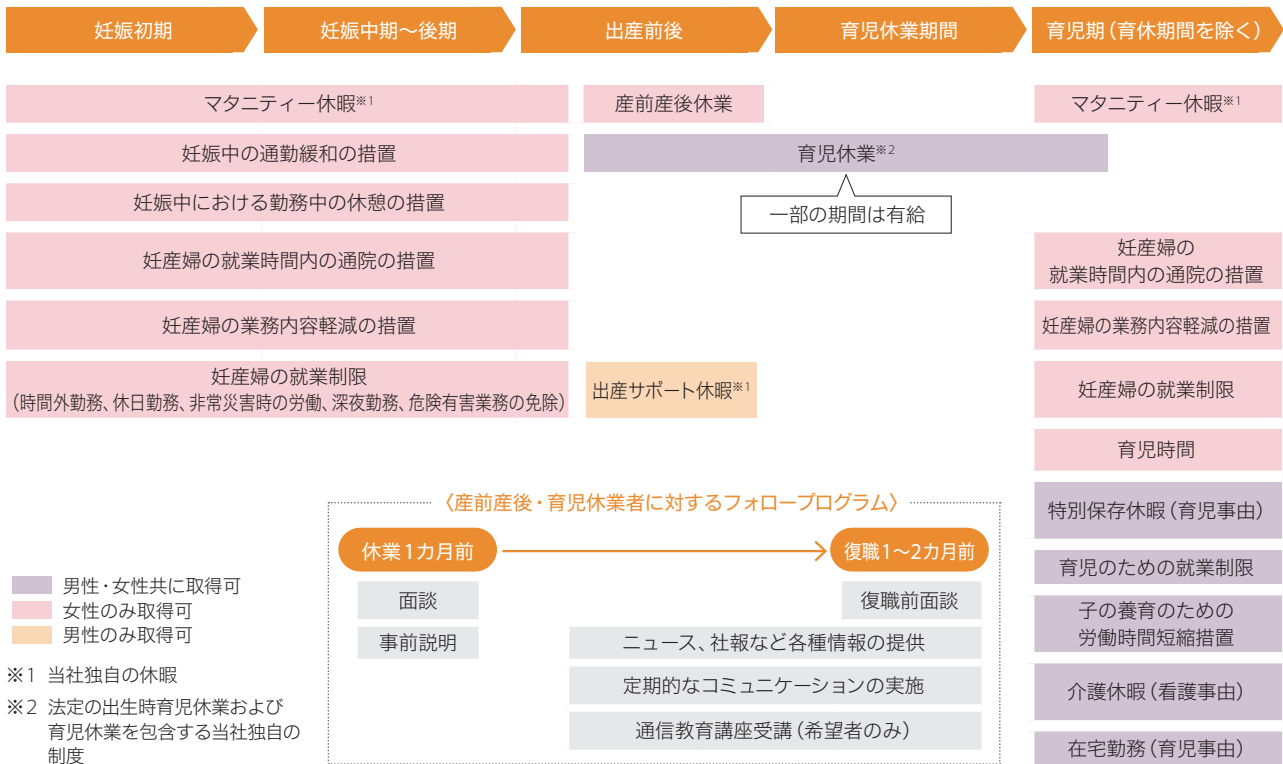 妊娠初期
妊娠中期～後期
出産前後
育児休業期間
育児期（育休期間を除く）
マタニティー休暇※1
産前産後休業
マタニティー休暇※1
妊娠中の通勤緩和の措置
育児休業※2
一部の期間は有給
妊娠中における勤務中の休憩の措置
妊産婦の就業時間内の通院の措置
妊産婦の
就業時間内の通院の措置
妊産婦の業務内容軽減の措置
妊産婦の業務内容軽減の措置
妊産婦の就業制限
（時間外勤務、休日勤務、非常災害時の労働、深夜勤務、危険有害業務の免除）
出産サポート休暇※1
妊産婦の就業制限
育児時間
特別保存休暇（育児事由）
育児のための就業制限
子の養育のための
労働時間短縮措置
介護休暇（看護事由）
在宅勤務（育児事由）
〈産前産後・育児休業者に対するフォロープログラム〉
休業1カ月前
復職1～2カ月前
面談
復職前面談
事前説明
ニュース、社報など各種情報の提供
定期的なコミュニケーションの実施
通信教育講座受講（希望者のみ）
男性・女性共に取得可
女性のみ取得可
男性のみ取得可
※1 当社独自の休暇
※2 法定の出生時育児休業および
育児休業を包含する当社独自の
制度